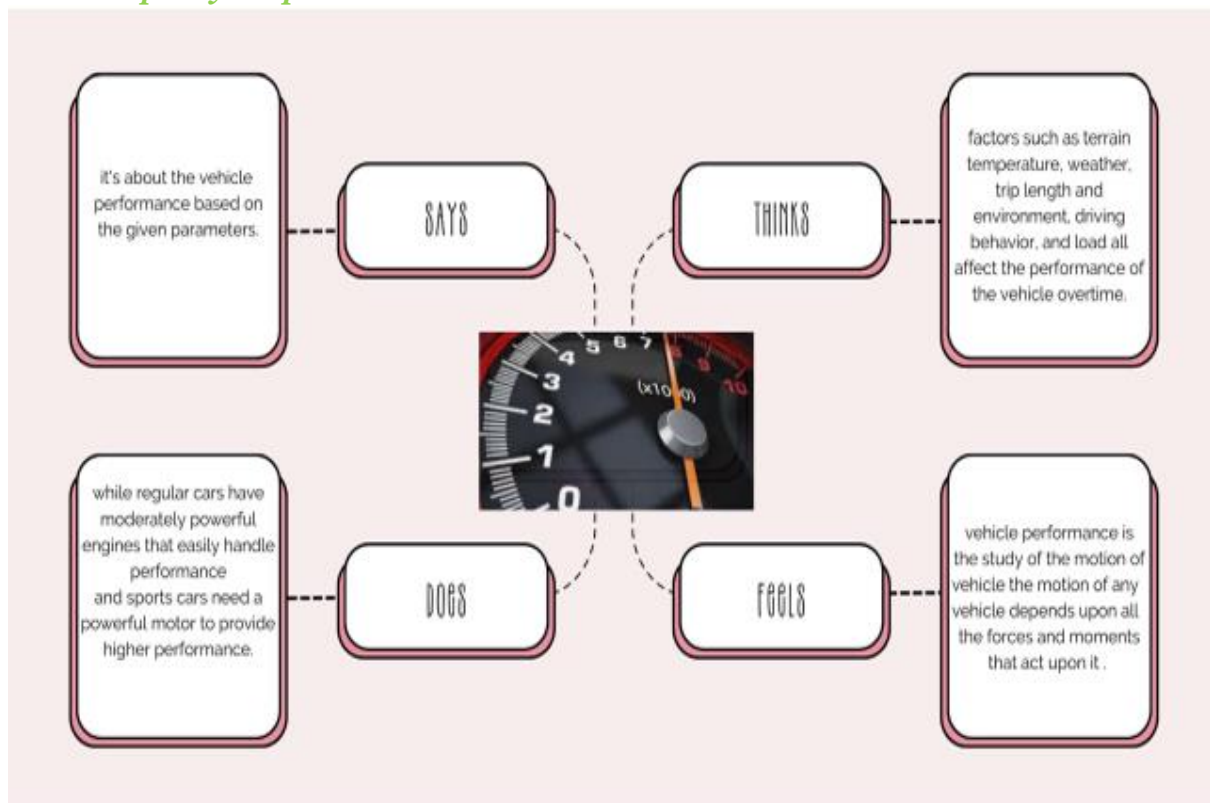 it's about the vehicle
performance based on
the given parameters.
SAYS
THINKS
factors such as terrain
temperature, weather,
trip length and
environment, driving
behavior, and load all
affect the performance of
the vehicle overtime.
4 5 6 7 8 9 10
3
2
1
0
(x1000)
while regular cars have
moderately powerful
engines that easily handle
performance
and sports cars need a
powerful motor to provide
higher performance.
DOES
FEELS
vehicle performance is
the study of the motion of
vehicle the motion of any
vehicle depends upon all
the forces and moments
that act upon it .